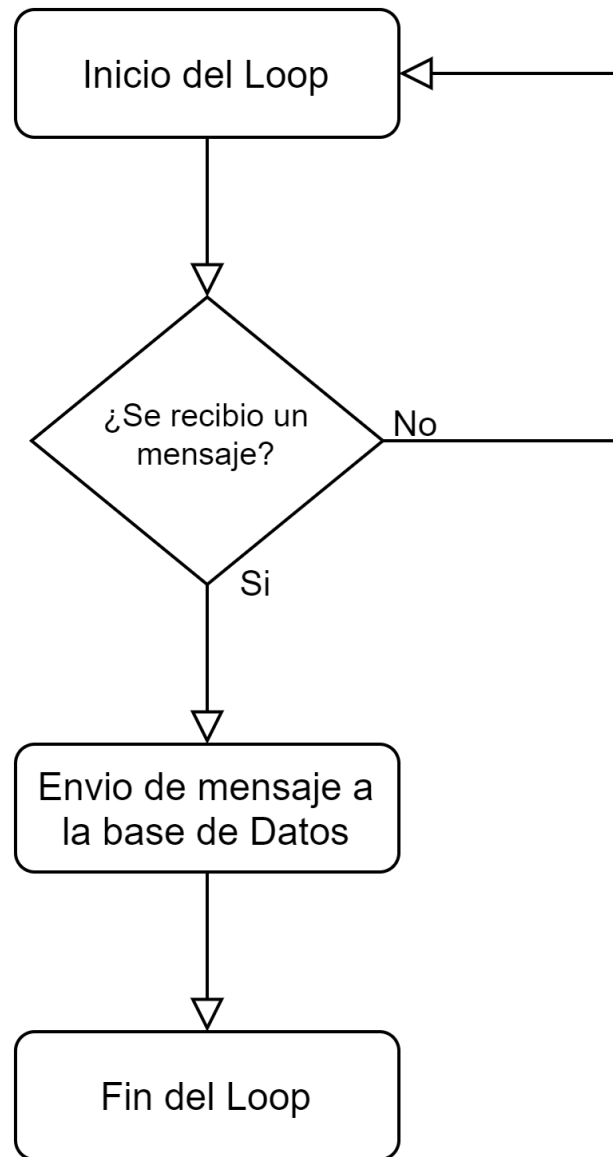 Inicio del Loop
¿Se recibio un
mensaje?
No
Si
Envio de mensaje a
la base de Datos
Fin del Loop